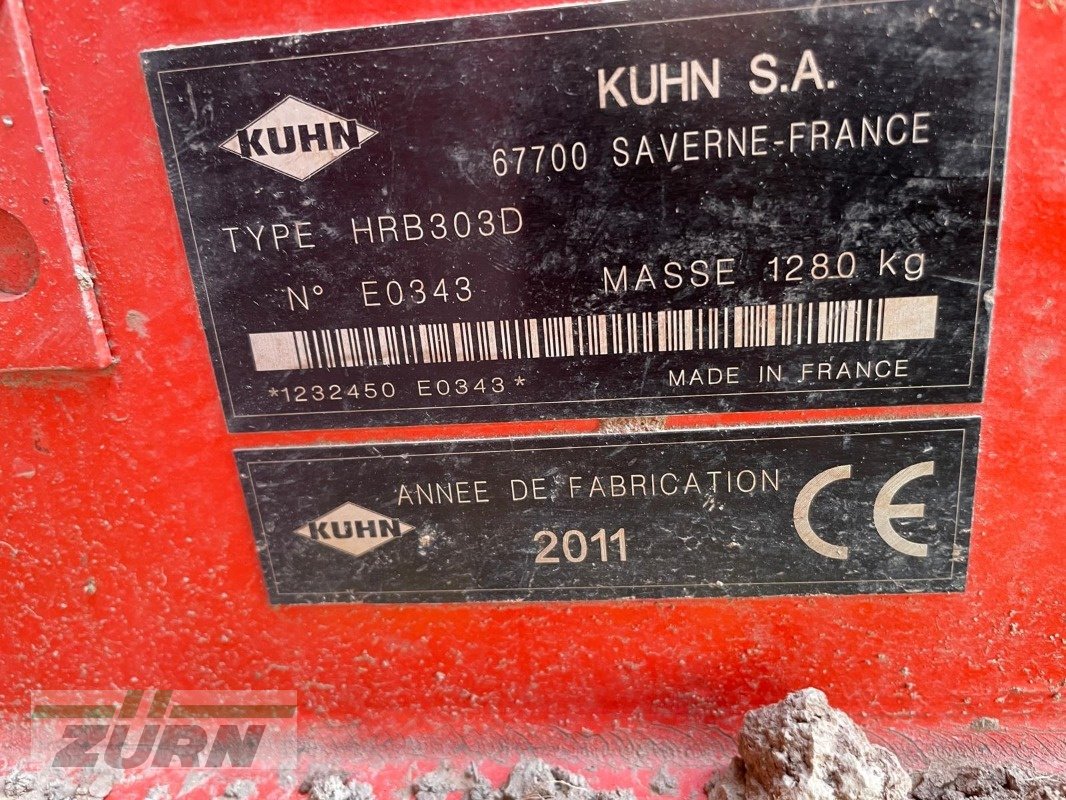 KUHN
KUHN S.A.
67700 SAVERNE-FRANCE
TYPE HRB303D
N° E0343 MASSE 1280 kg
*1232450 E0343* MADE IN FRANCE
ANNEE DE FABRICATION CE
KUHN
2011
ZÜRN